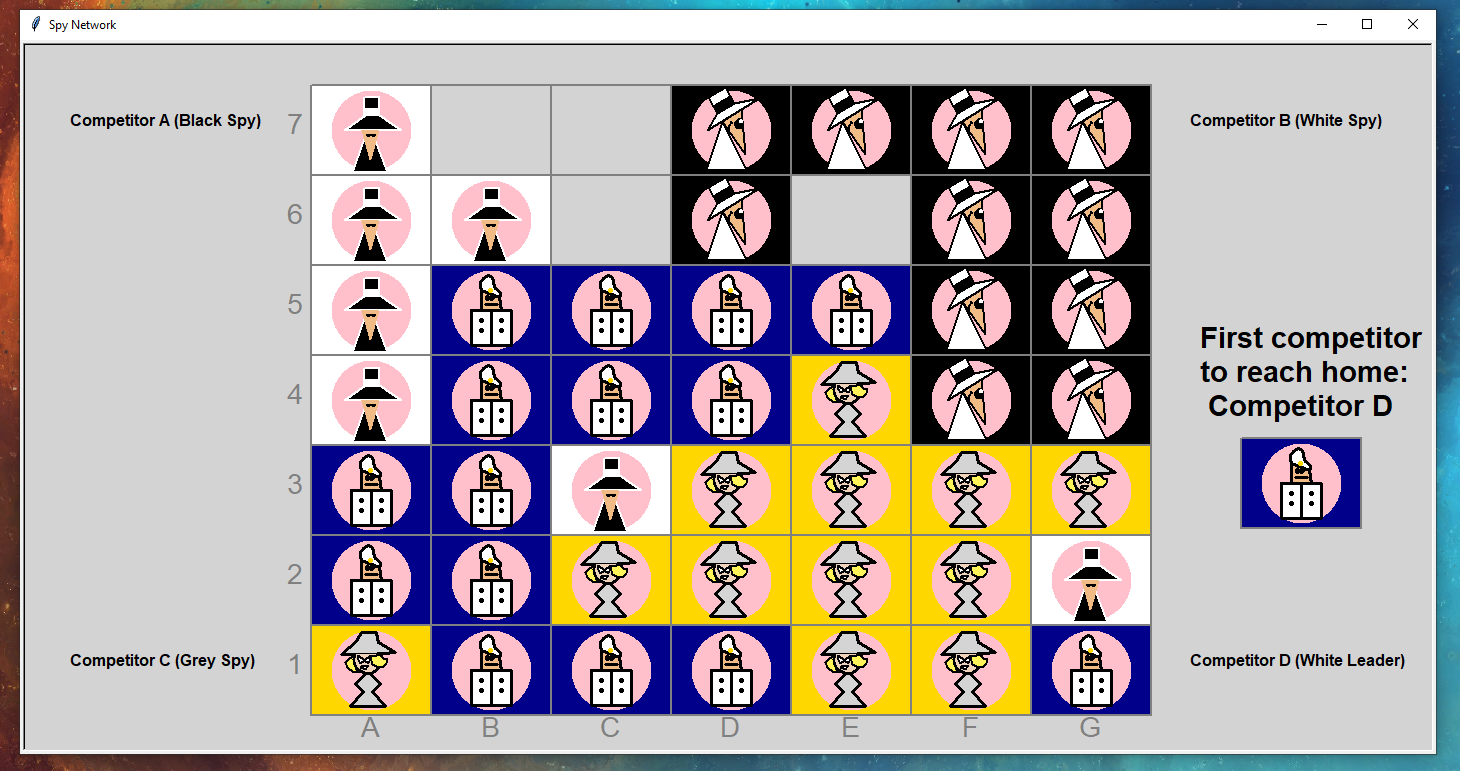 Spy Network
Competitor A (Black Spy)
Competitor B (White Spy)
7
6
5
4
3
2
1
First competitor
to reach home:
Competitor D
Competitor C (Grey Spy)
Competitor D (White Leader)
A B C D E F G